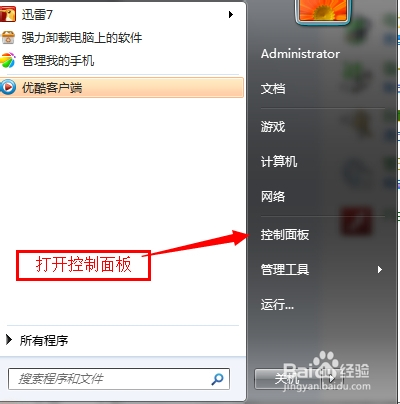 迅雷7
强力卸载电脑上的软件
管理我的手机
优酷客户端
打开控制面板
所有程序
搜索程序和文件
Administrator
文档
游戏
计算机
网络
控制面板
管理工具
运行...
关机
Baidu 经验
jingyan.baidu.com